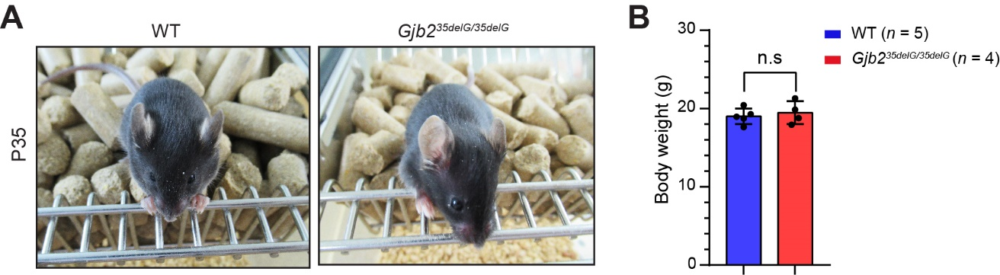 A
WT
Gjb2^35delG/35delG
P35
B
30
20
10
0
Body weight (g)
n.s
WT (n = 5)
Gjb2^35delG/35delG (n = 4)